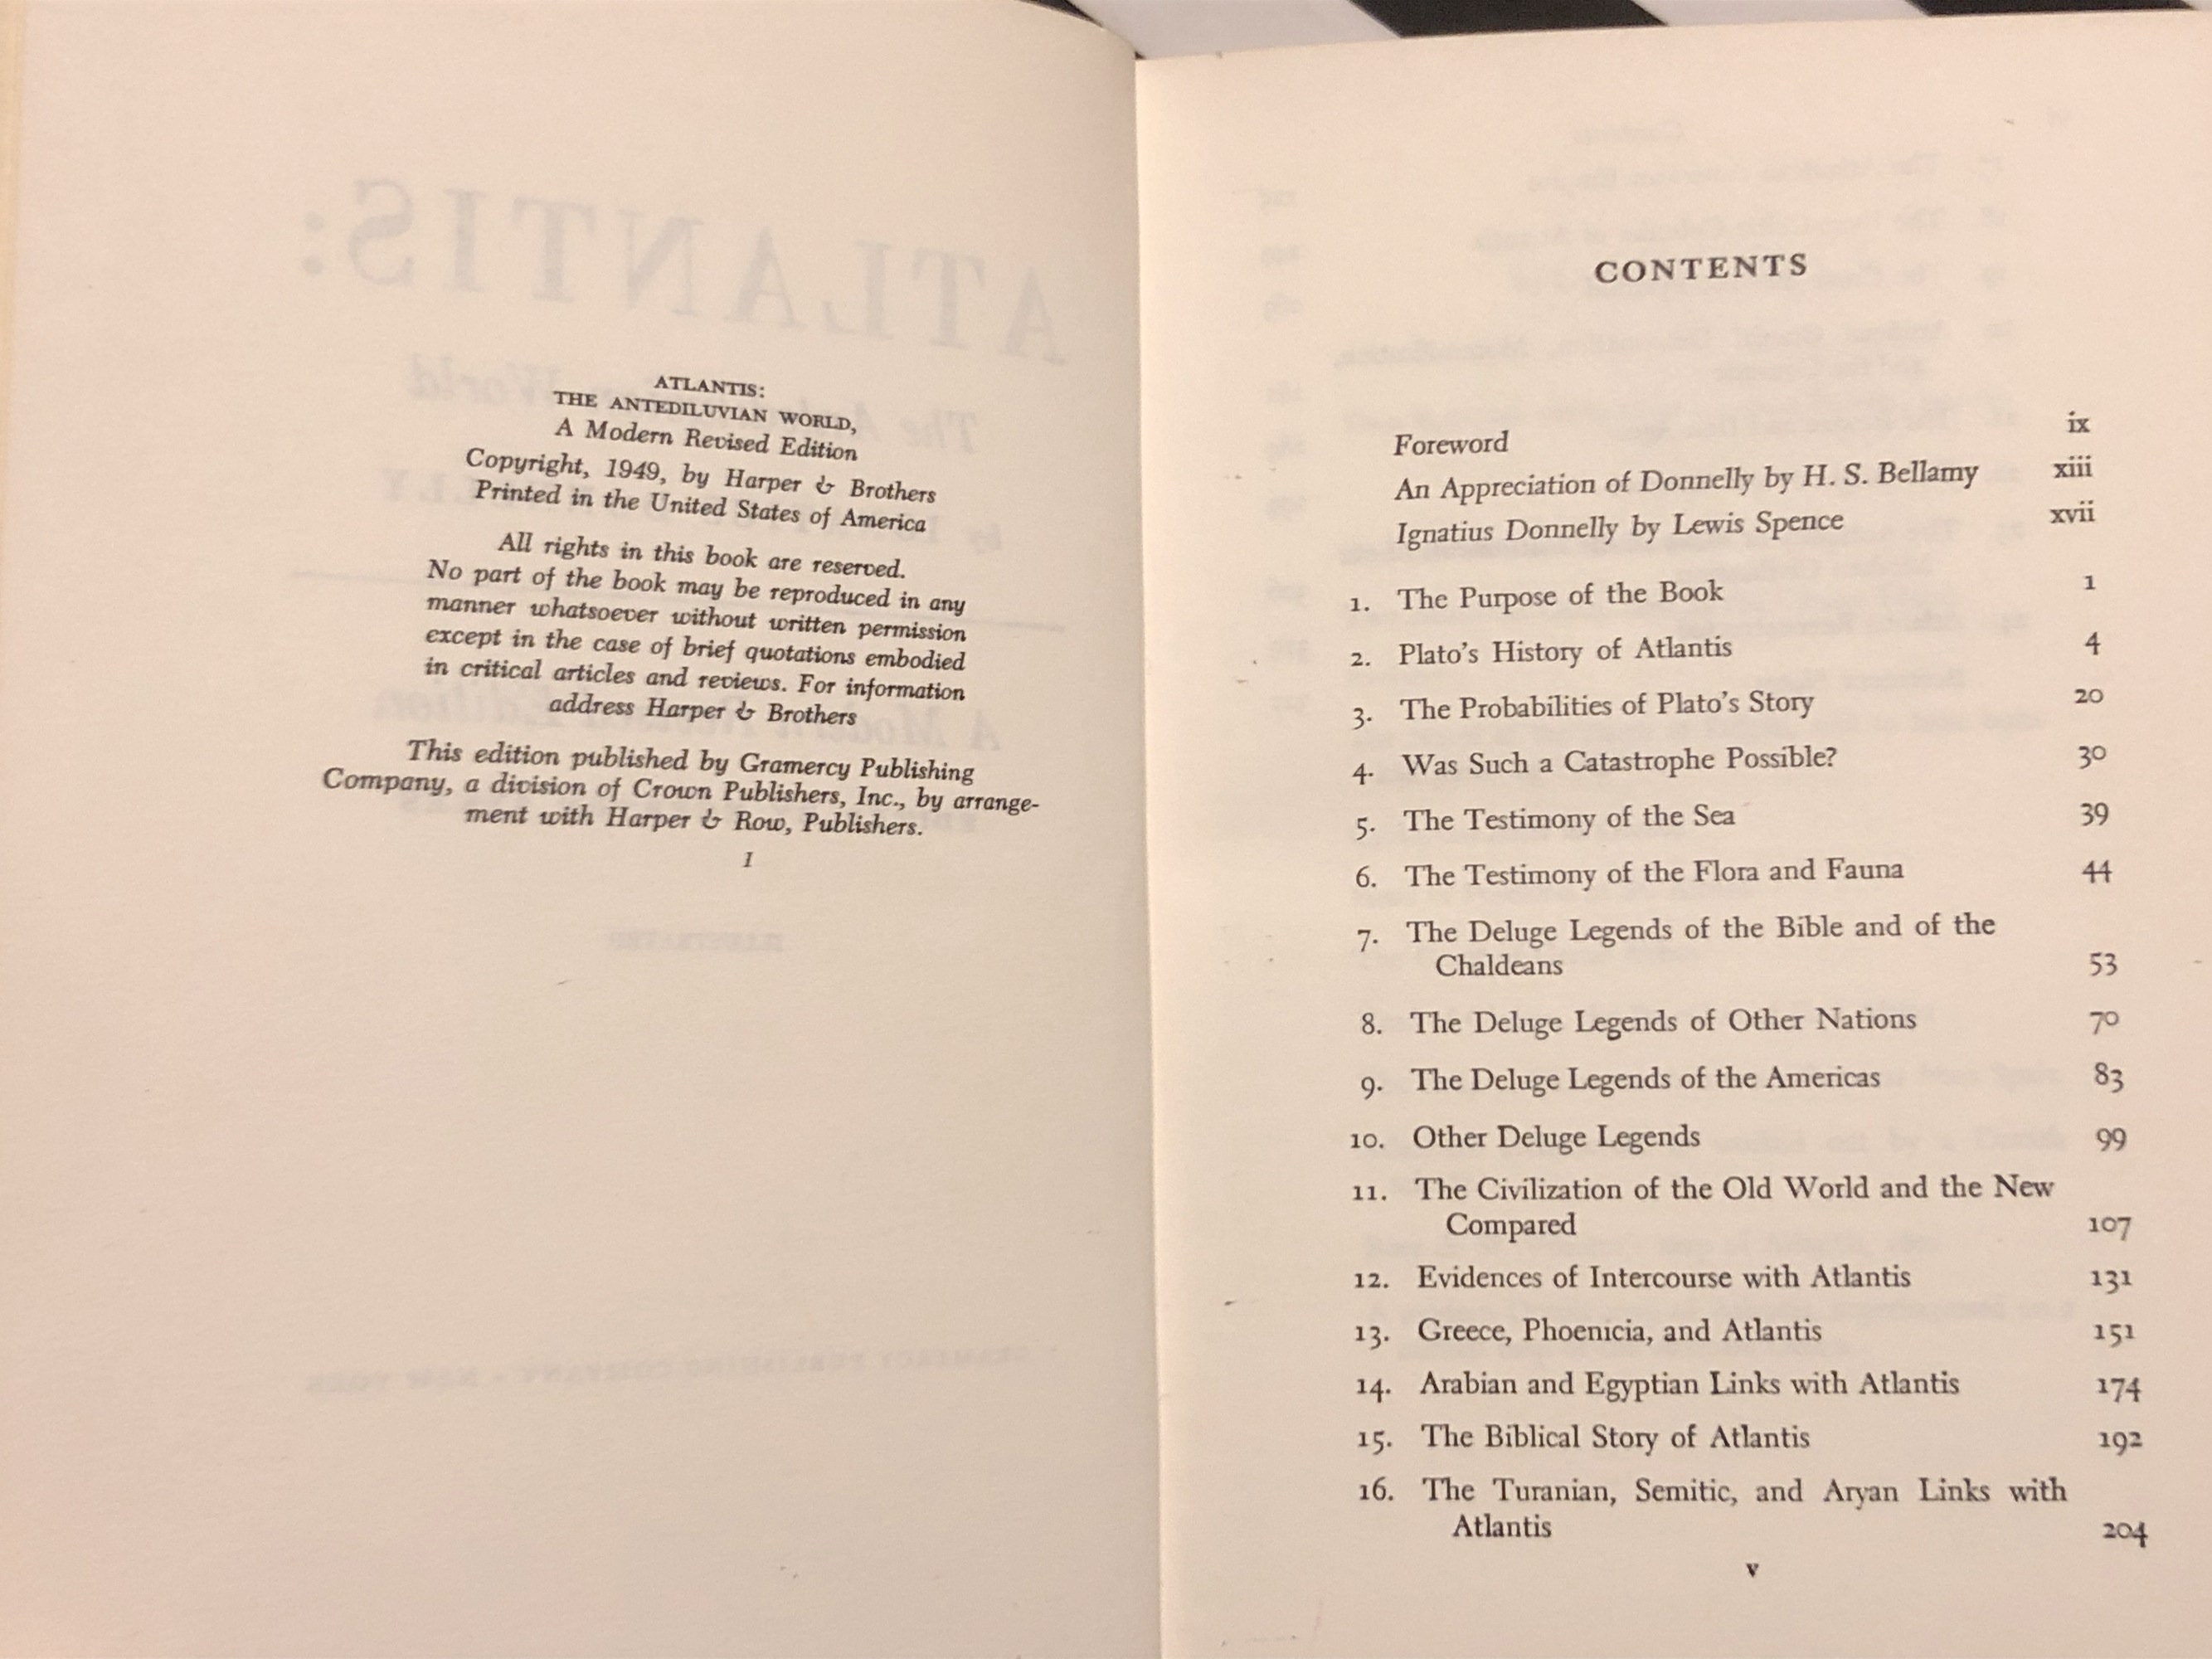 ATLANTIS:
THE ANTEDILUVIAN WORLD,
A Modern Revised Edition
Copyright, 1949, by Harper & Brothers
Printed in the United States of America
All rights in this book are reserved.
No part of the book may be reproduced in any
manner whatsoever without written permission
except in the case of brief quotations embodied
in critical articles and reviews. For information
address Harper & Brothers
This edition published by Gramercy Publishing
Company, a division of Crown Publishers, Inc., by arrange-
ment with Harper & Row, Publishers.
1
CONTENTS
Foreword ix
An Appreciation of Donnelly by H. S. Bellamy xiii
Ignatius Donnelly by Lewis Spence xvii
1. The Purpose of the Book 1
2. Plato's History of Atlantis 4
3. The Probabilities of Plato's Story 20
4. Was Such a Catastrophe Possible? 30
5. The Testimony of the Sea 39
6. The Testimony of the Flora and Fauna 44
7. The Deluge Legends of the Bible and of the
Chaldeans 53
8. The Deluge Legends of Other Nations 70
9. The Deluge Legends of the Americas 83
10. Other Deluge Legends 99
11. The Civilization of the Old World and the New
Compared 107
12. Evidences of Intercourse with Atlantis 131
13. Greece, Phoenicia, and Atlantis 151
14. Arabian and Egyptian Links with Atlantis 174
15. The Biblical Story of Atlantis 192
16. The Turanian, Semitic, and Aryan Links with
Atlantis 204
v